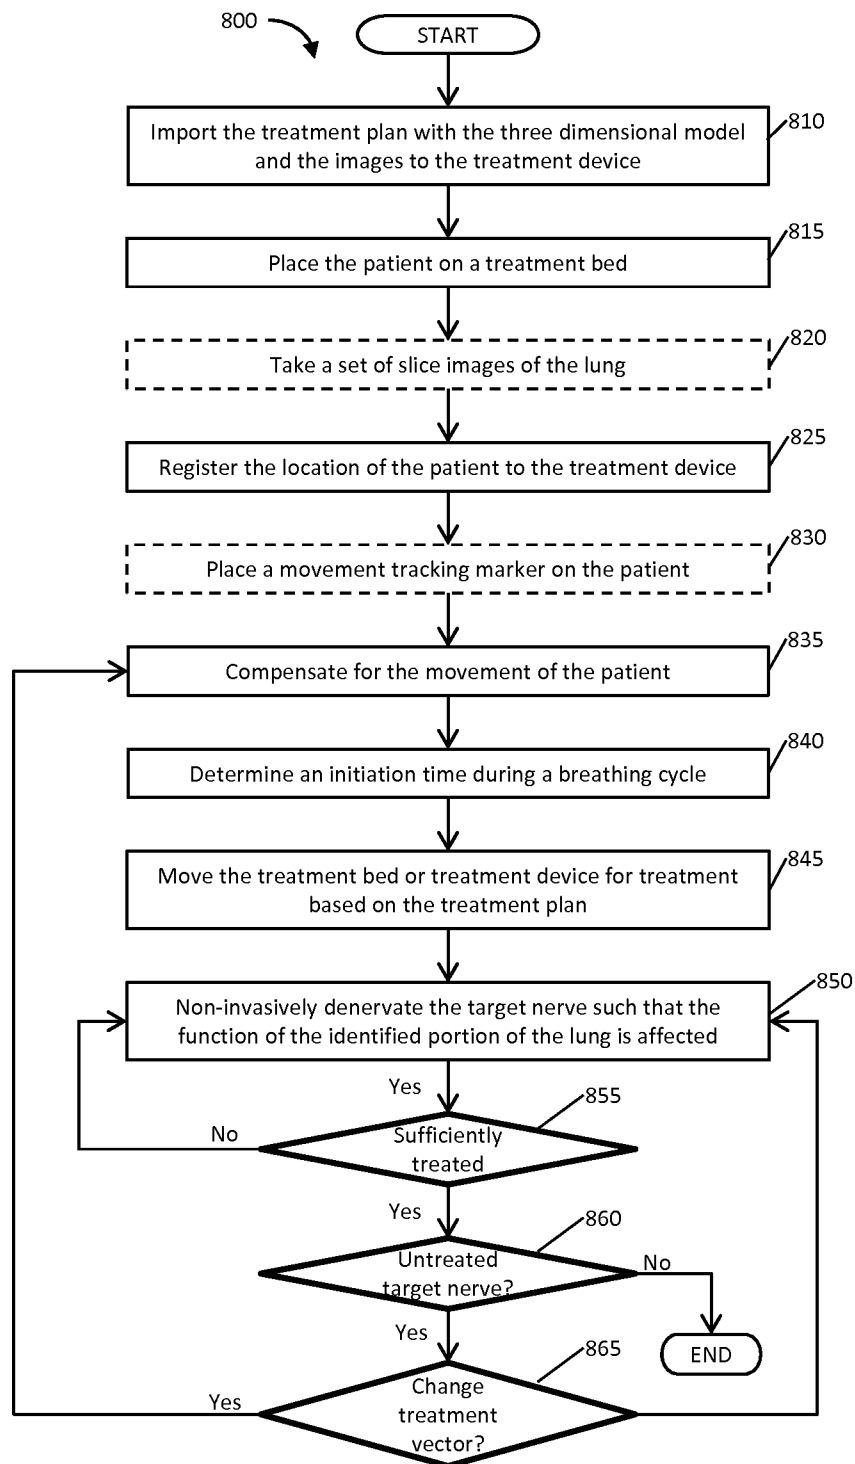 800
START
810
Import the treatment plan with the three dimensional model
and the images to the treatment device
815
Place the patient on a treatment bed
820
Take a set of slice images of the lung
825
Register the location of the patient to the treatment device
830
Place a movement tracking marker on the patient
835
Compensate for the movement of the patient
840
Determine an initiation time during a breathing cycle
845
Move the treatment bed or treatment device for treatment
based on the treatment plan
850
Non-invasively denervate the target nerve such that the
function of the identified portion of the lung is affected
Yes
855
No
Sufficiently
treated
Yes
860
Untreated
target nerve?
No
Yes
865
END
Yes
Change
treatment
vector?